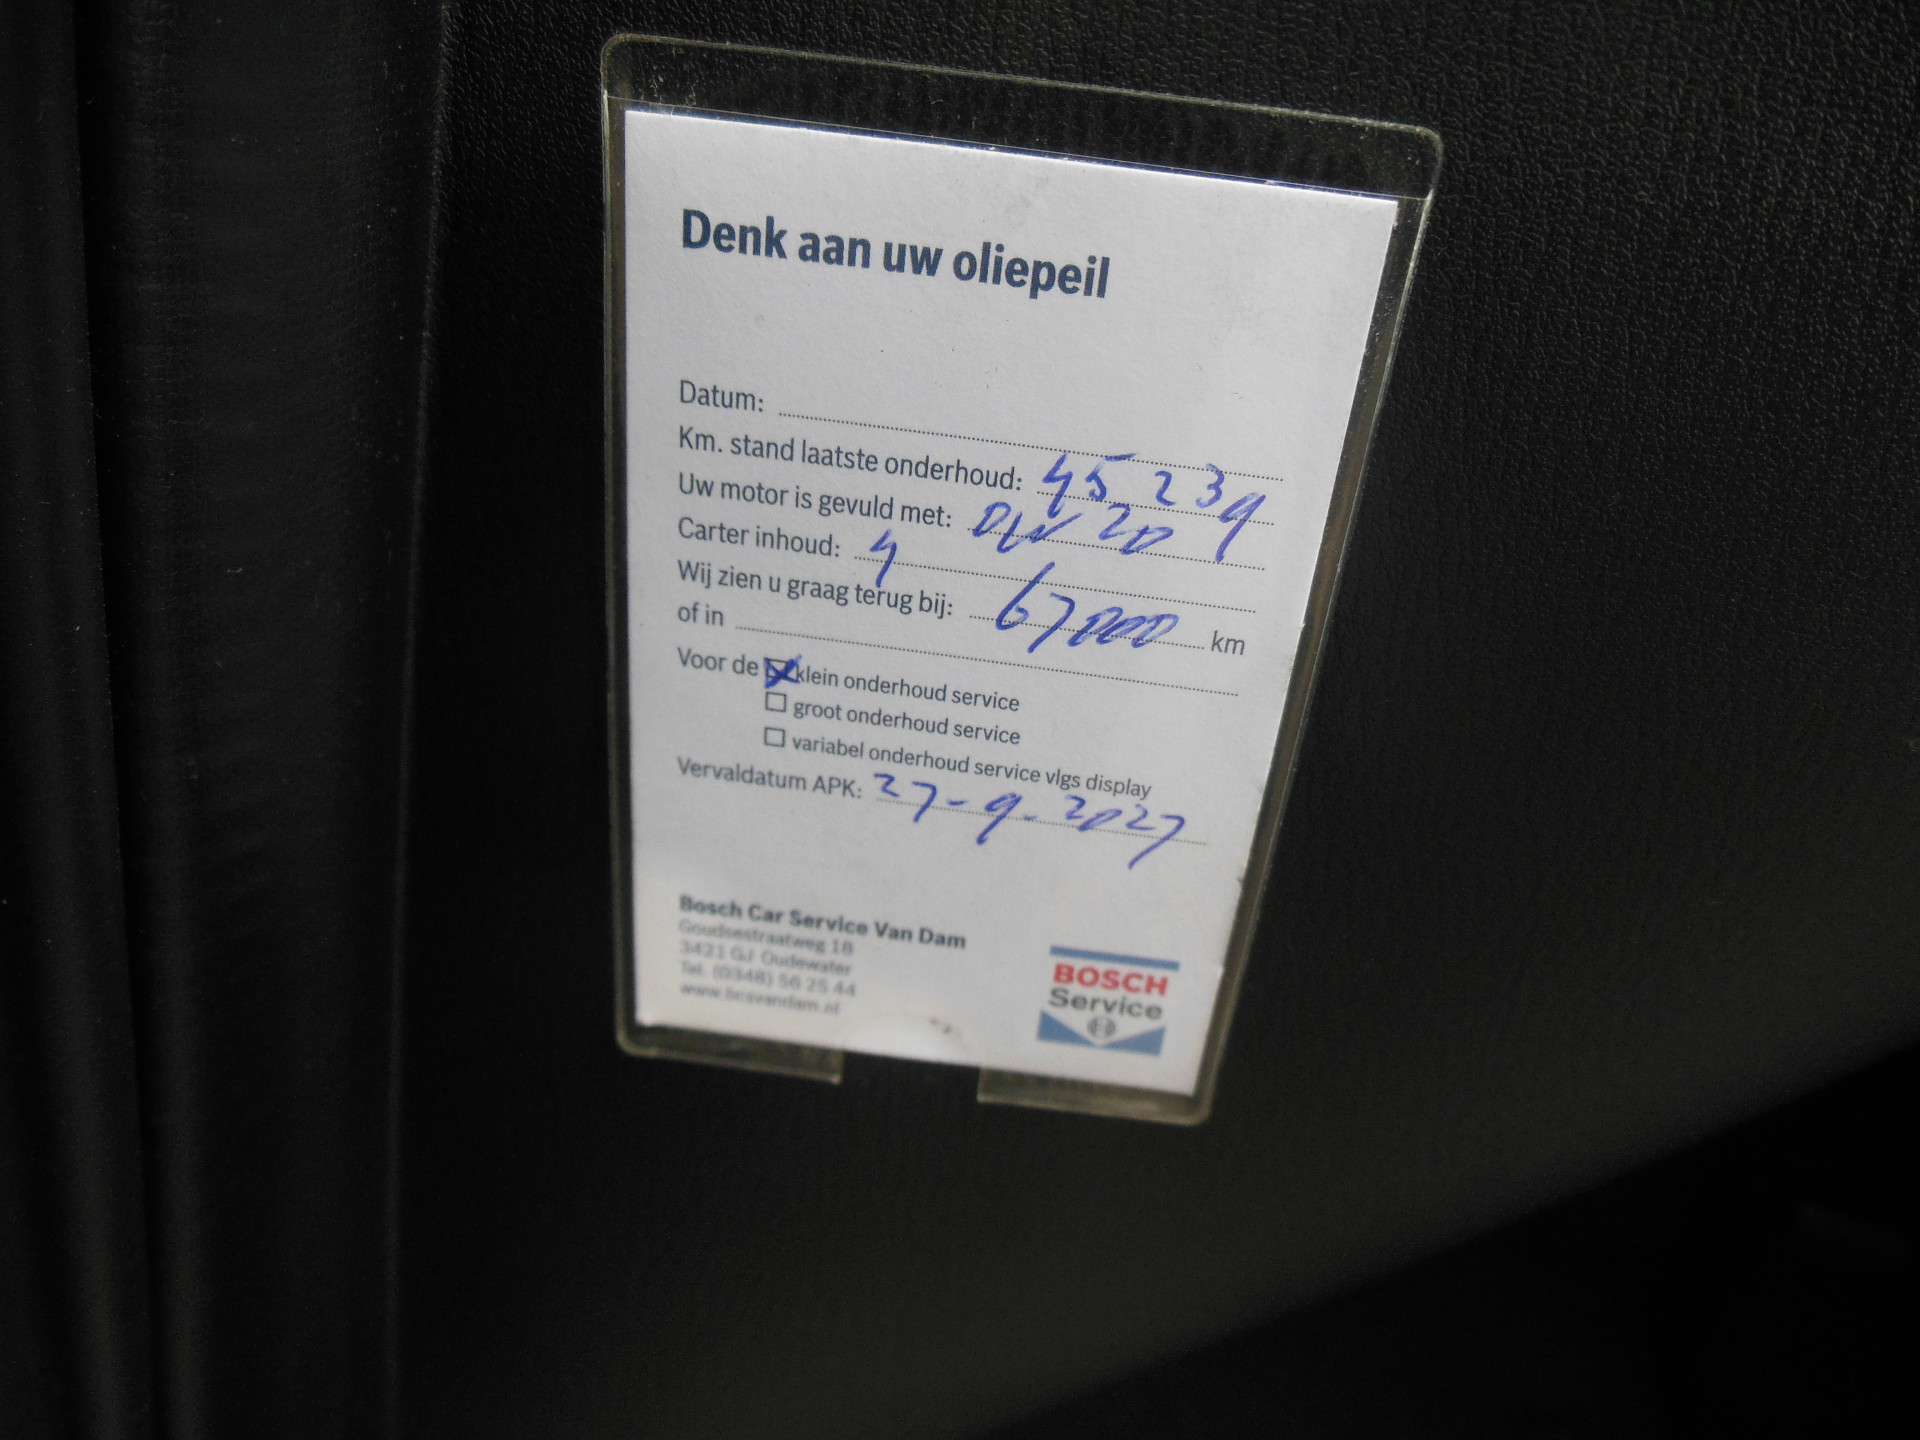 Denk aan uw oliepeil
Datum:
Km. stand laatste onderhoud: 45239
Uw motor is gevuld met: 0W20
Carter inhoud: 4
Wij zien u graag terug bij: 67000 km
of in
Voor de klein onderhoud service
groot onderhoud service
variabel onderhoud service vlgs display
Vervaldatum APK: 27-9-2027
Bosch Car Service Van Dam
Goudsestraatweg 18
3421 GJ Oudewater
Tel. (0348) 56 25 44
www.bcsvandam.nl
BOSCH
Service